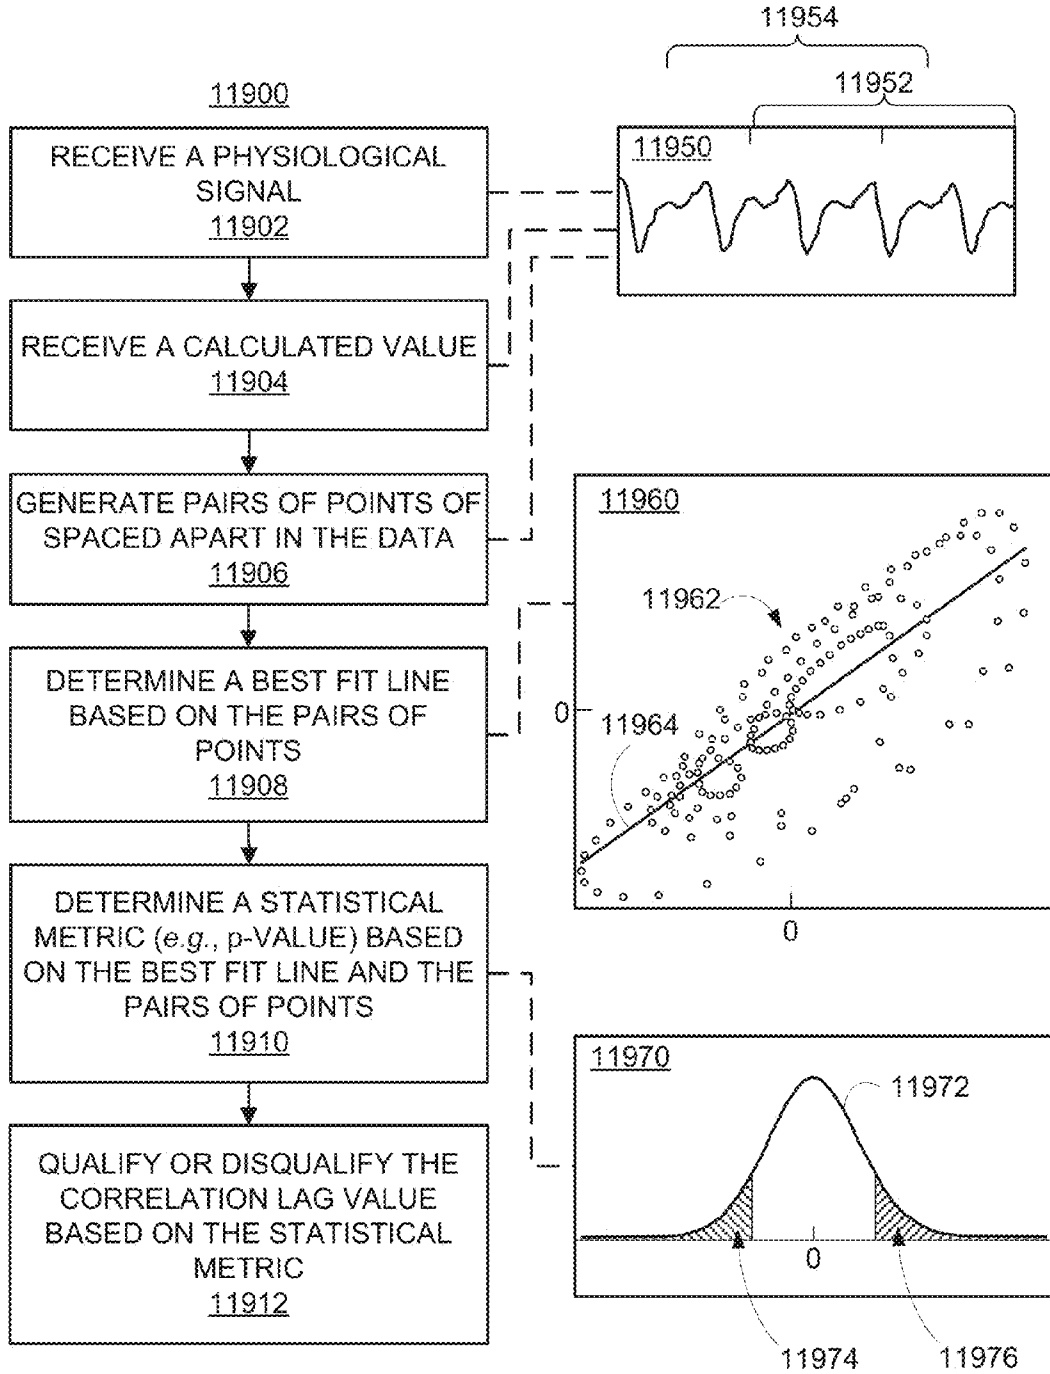 11900
RECEIVE A PHYSIOLOGICAL
SIGNAL
11902
RECEIVE A CALCULATED VALUE
11904
GENERATE PAIRS OF POINTS OF
SPACED APART IN THE DATA
11906
DETERMINE A BEST FIT LINE
BASED ON THE PAIRS OF
POINTS
11908
DETERMINE A STATISTICAL
METRIC (e.g., p-VALUE) BASED
ON THE BEST FIT LINE AND THE
PAIRS OF POINTS
11910
QUALIFY OR DISQUALIFY THE
CORRELATION LAG VALUE
BASED ON THE STATISTICAL
METRIC
11912
11954
11952
11950
11960
11962
0
11964
0
11970
11972
0
11974
11976